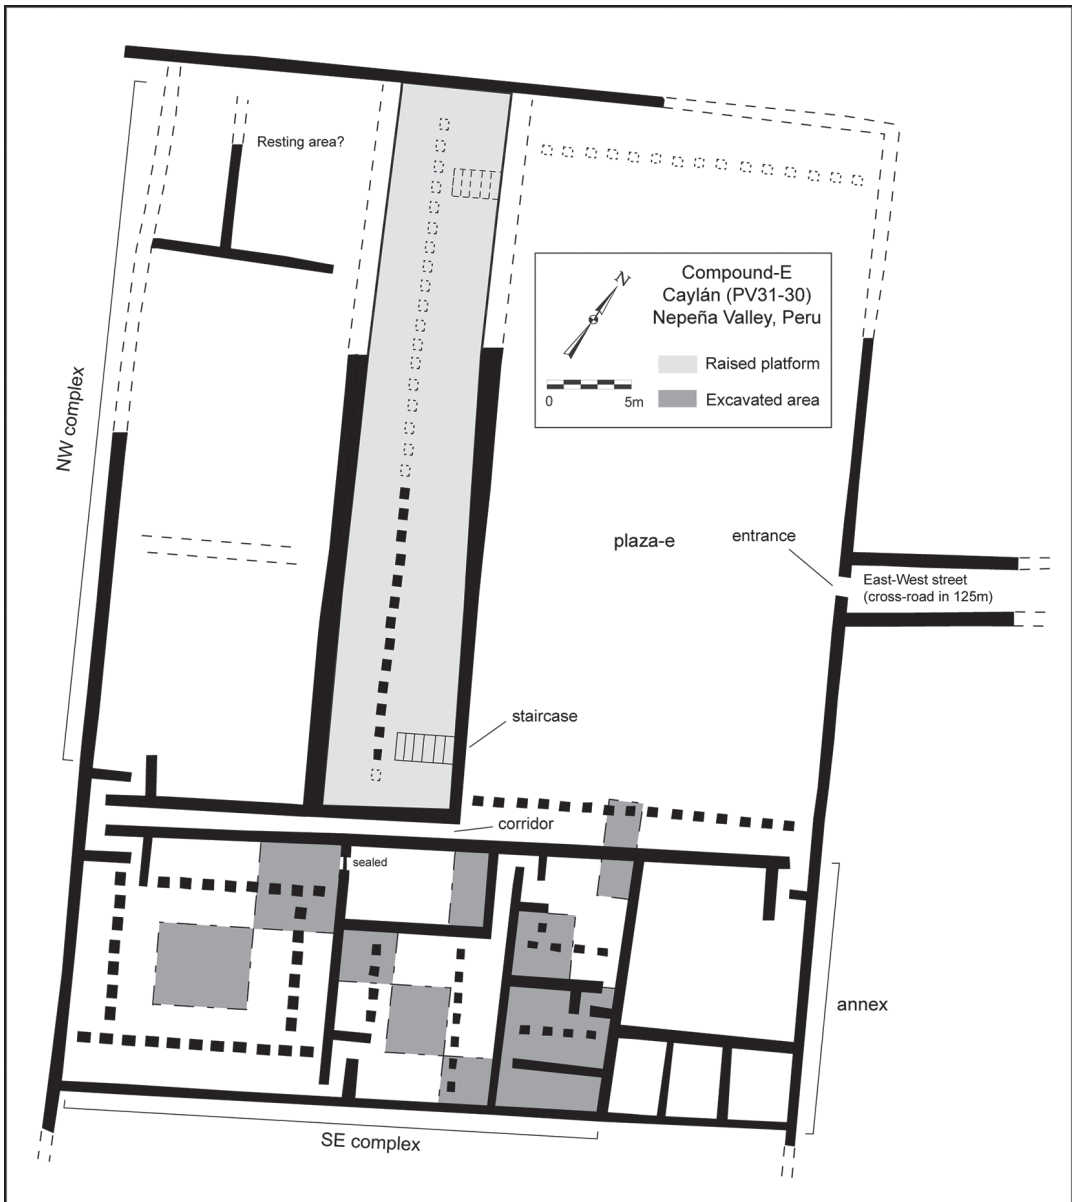 Resting area?
N
Compound-E
Caylán (PV31-30)
Nepeña Valley, Peru
Raised platform
0 5m
Excavated area
NW complex
plaza-e
entrance
East-West street
(cross-road in 125m)
staircase
corridor
sealed
annex
SE complex